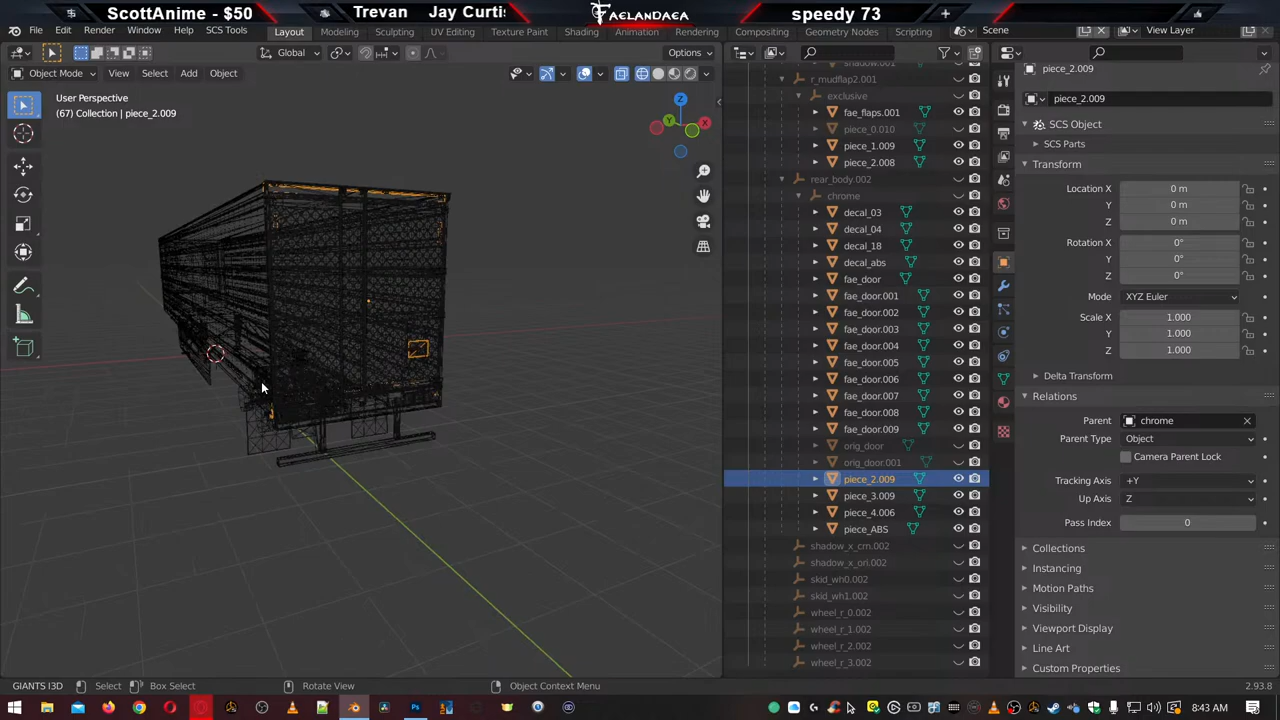 ScottAnime - $50
Trevan Jay Curtis
FAELANDAEA
speedy 73
File Edit Render Window Help SCS Tools
Layout Modeling Sculpting UV Editing Texture Paint Shading Animation Rendering Compositing Geometry Nodes Scripting
Scene
View Layer
Global
Options
Object Mode View Select Add Object
User Perspective
(67) Collection | piece_2.009
Z
Y
X
shadow.001
r_mudflap2.001
exclusive
fae_flaps.001
piece_0.010
piece_1.009
piece_2.008
rear_body.002
chrome
decal_03
decal_04
decal_18
decal_abs
fae_door
fae_door.001
fae_door.002
fae_door.003
fae_door.004
fae_door.005
fae_door.006
fae_door.007
fae_door.008
fae_door.009
orig_door
orig_door.001
piece_2.009
piece_3.009
piece_4.006
piece_ABS
shadow_x_crn.002
shadow_x_ori.002
skid_wh0.002
skid_wh1.002
wheel_r_0.002
wheel_r_1.002
wheel_r_2.002
wheel_r_3.002
piece_2.009
piece_2.009
SCS Object
SCS Parts
Transform
Location X 0 m
Y 0 m
Z 0 m
Rotation X 0°
Y 0°
Z 0°
Mode XYZ Euler
Scale X 1.000
Y 1.000
Z 1.000
Delta Transform
Relations
Parent chrome
Parent Type Object
Camera Parent Lock
Tracking Axis +Y
Up Axis Z
Pass Index 0
Collections
Instancing
Motion Paths
Visibility
Viewport Display
Line Art
Custom Properties
GIANTS I3D Select Box Select Rotate View Object Context Menu 2.93.8
8:43 AM